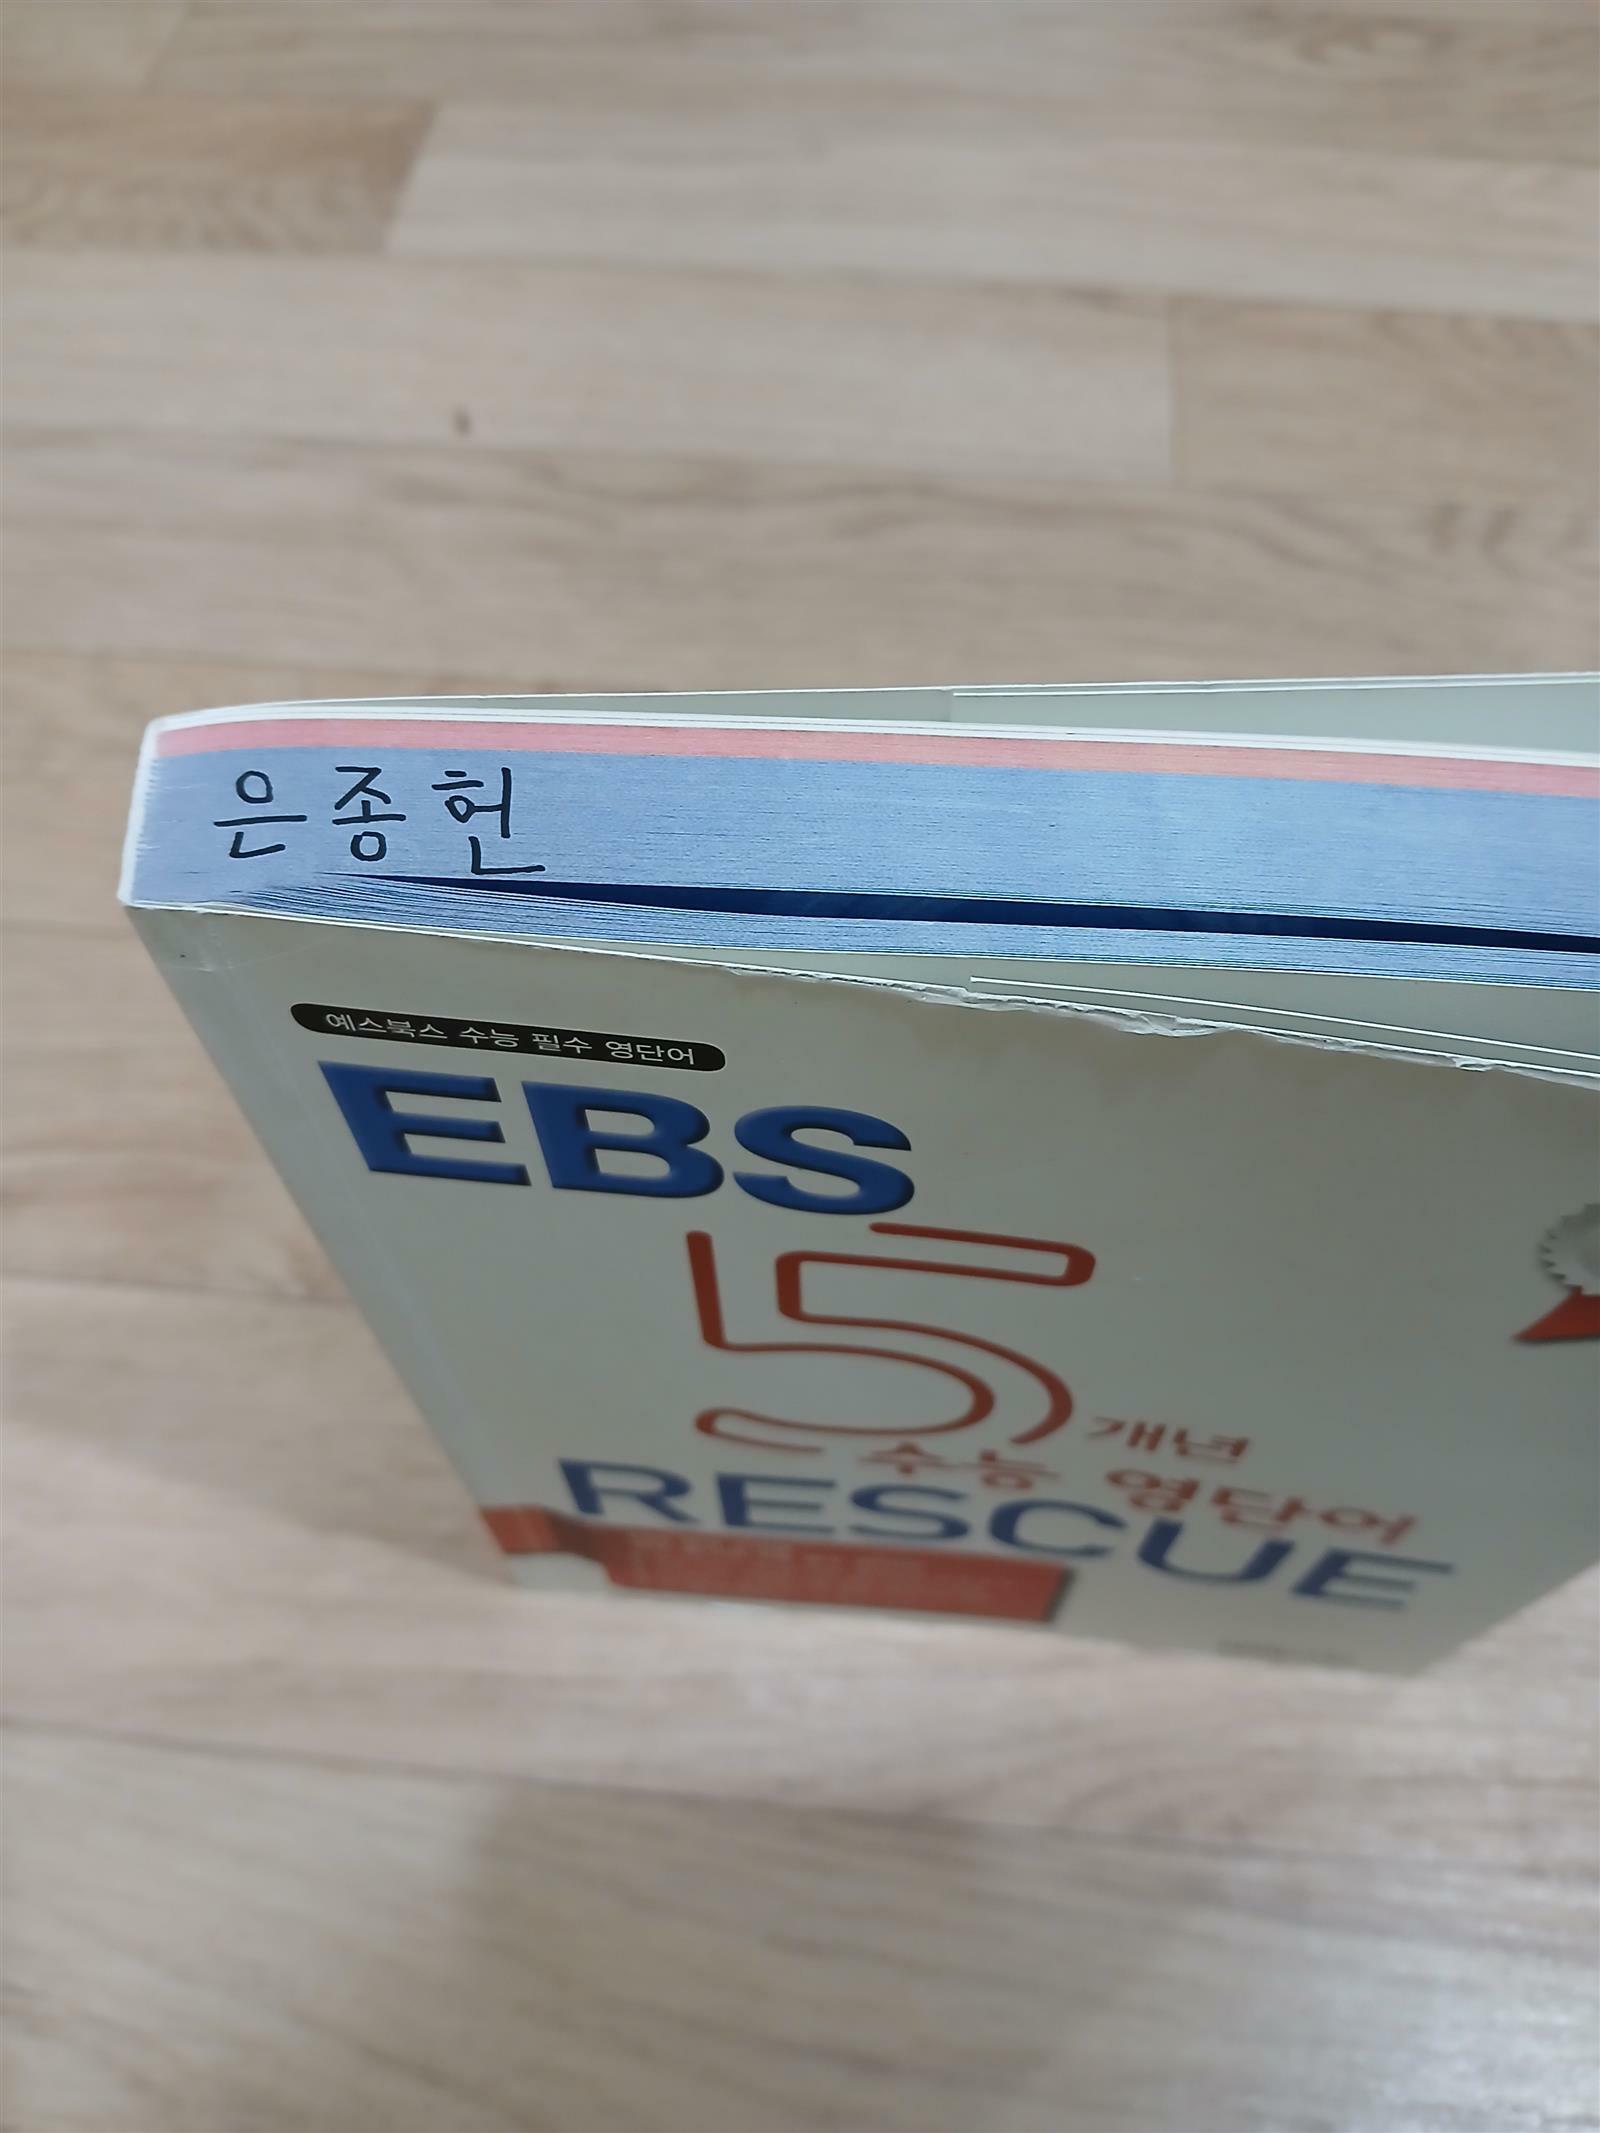 은종헌
예스북스 수능 필수 영단어
EBS
5개년
수능 영단어
RESCUE